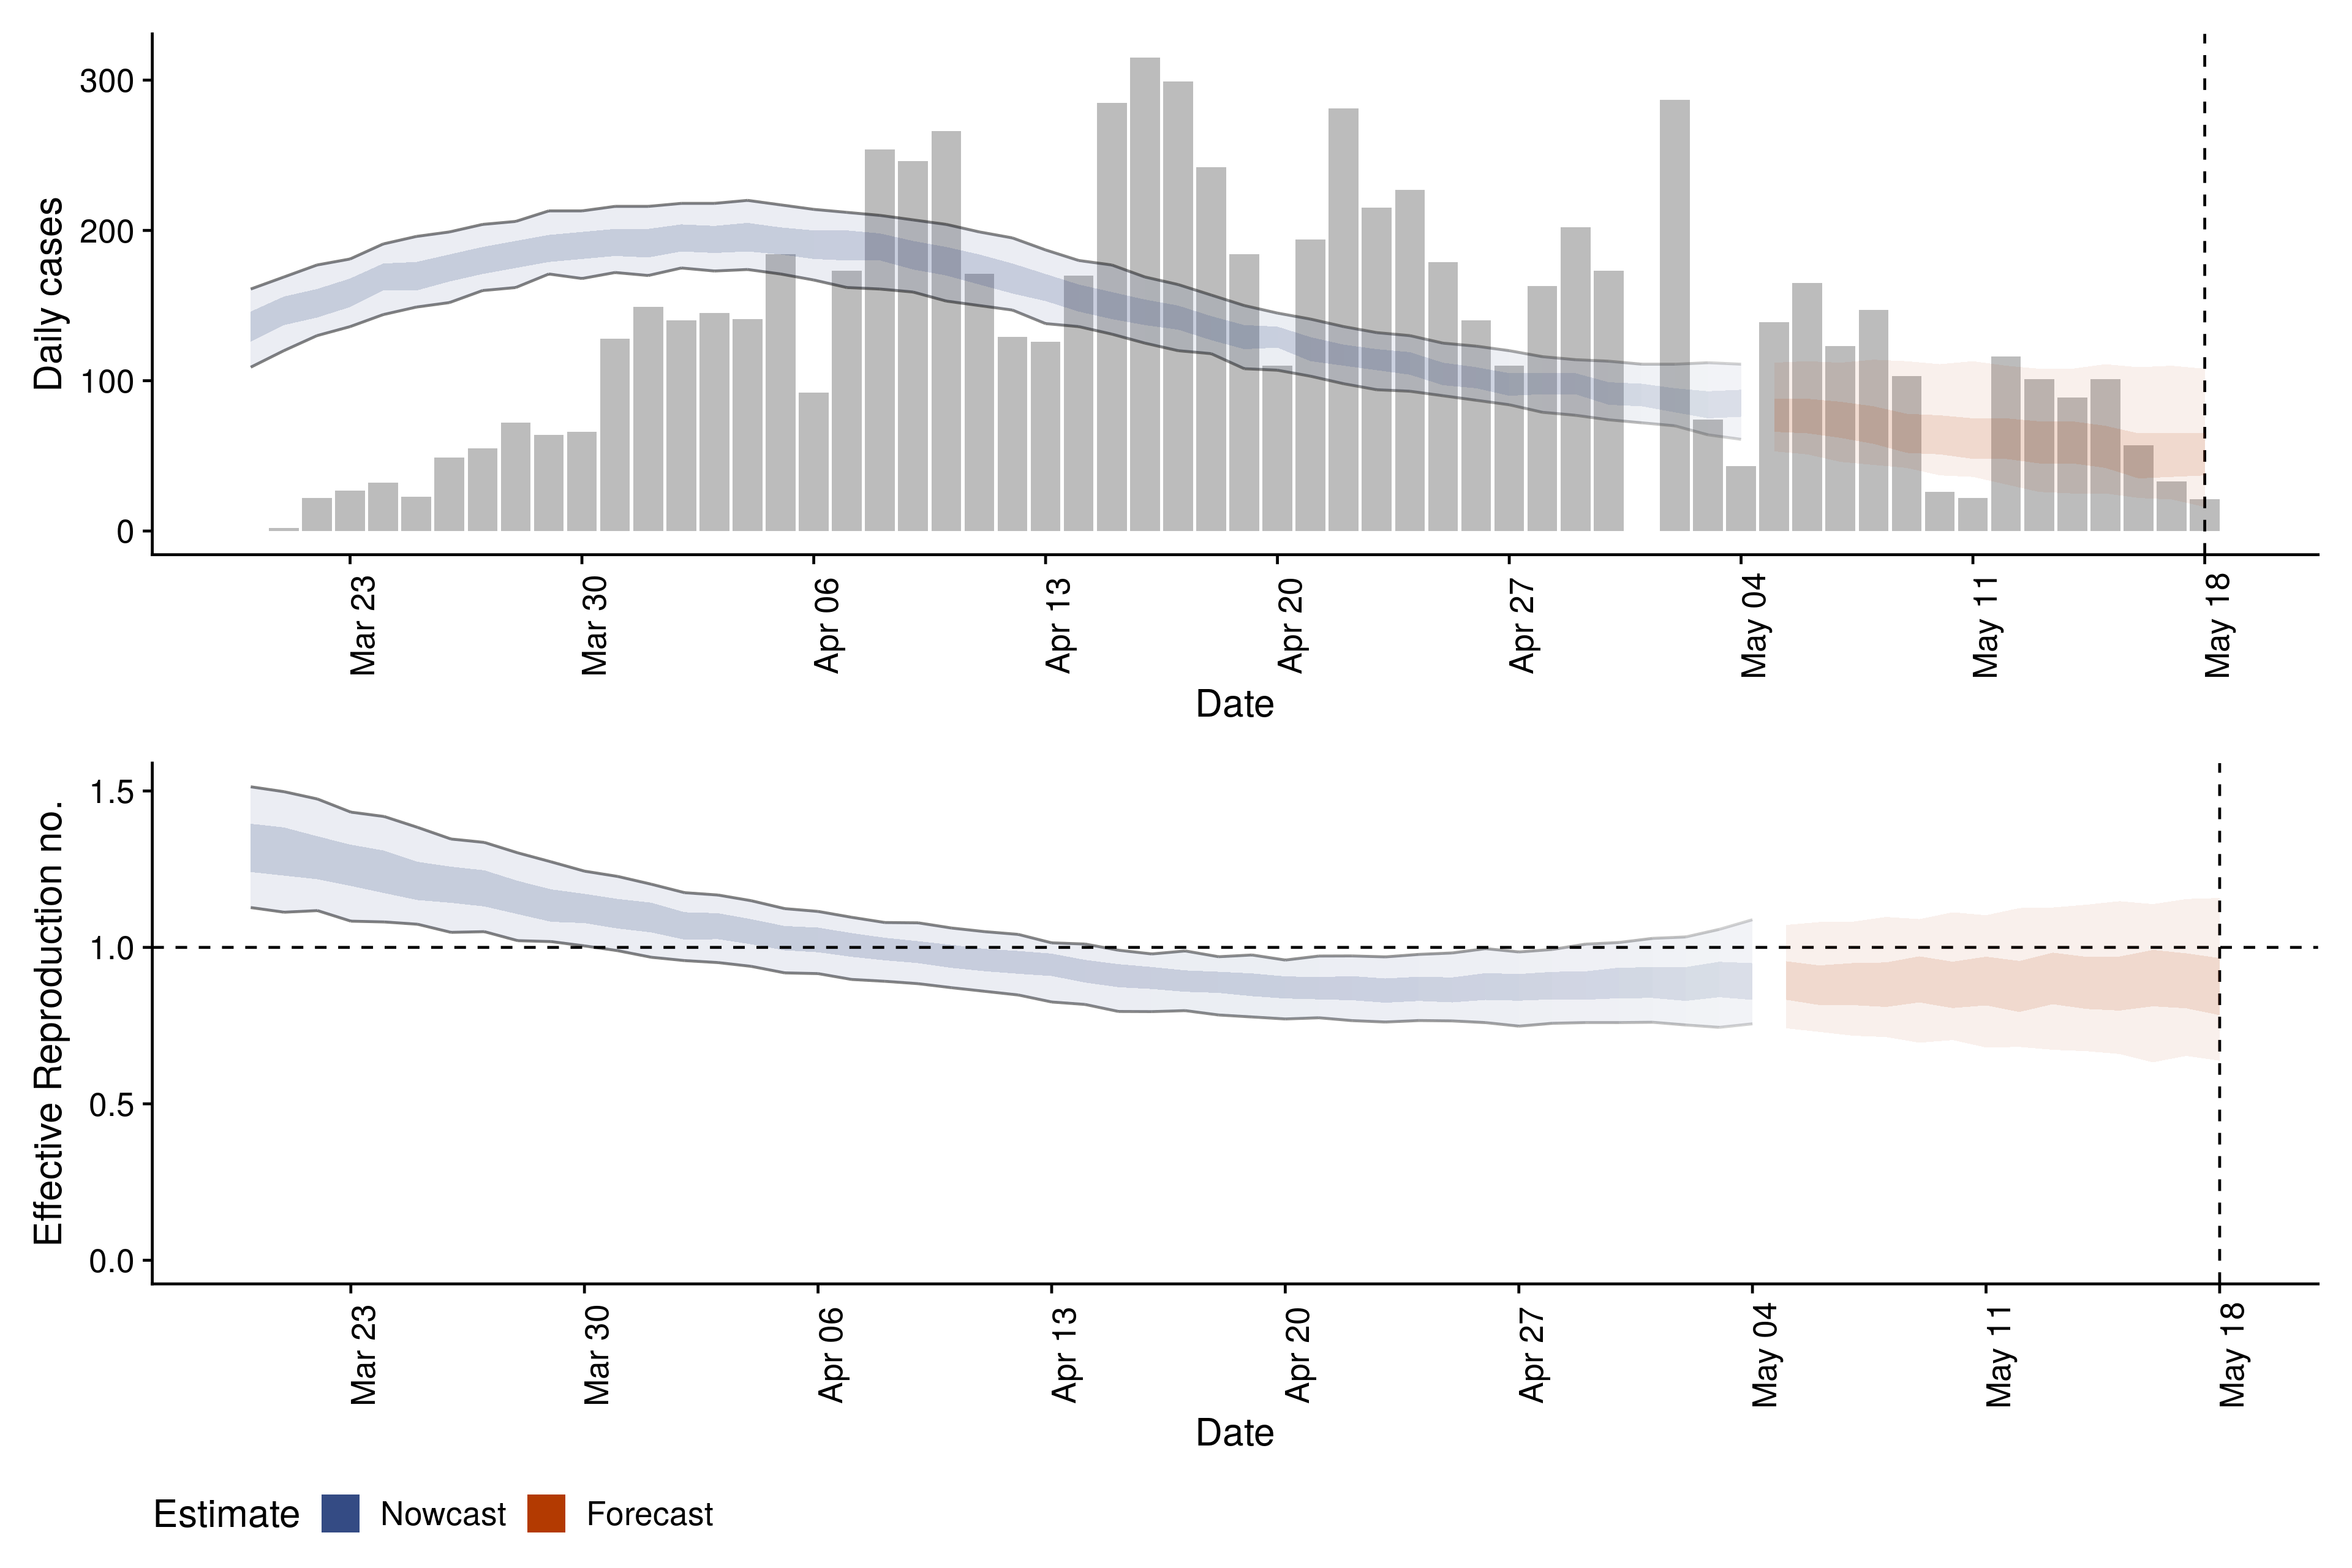 Daily cases
300
200
100
0
Mar 23
Mar 30
Apr 06
Apr 13
Apr 20
Apr 27
May 04
May 11
May 18
Date
Effective Reproduction no.
1.5
1.0
0.5
0.0
Mar 23
Mar 30
Apr 06
Apr 13
Apr 20
Apr 27
May 04
May 11
May 18
Date
Estimate Nowcast Forecast